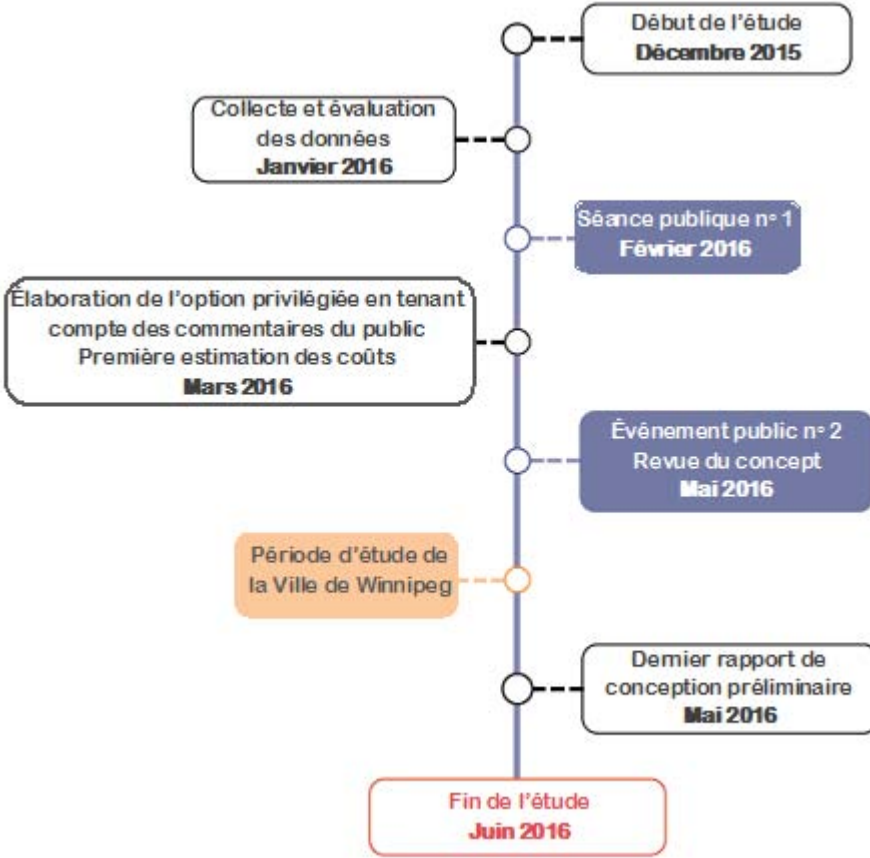 Début de l'étude
Décembre 2015
Collecte et évaluation
des données
Janvier 2016
Séance publique n° 1
Février 2016
Élaboration de l'option privilégiée en tenant
compte des commentaires du public
Première estimation des coûts
Mars 2016
Événement public n° 2
Revue du concept
Mai 2016
Période d'étude de
la Ville de Winnipeg
Dernier rapport de
conception préliminaire
Mai 2016
Fin de l'étude
Juin 2016